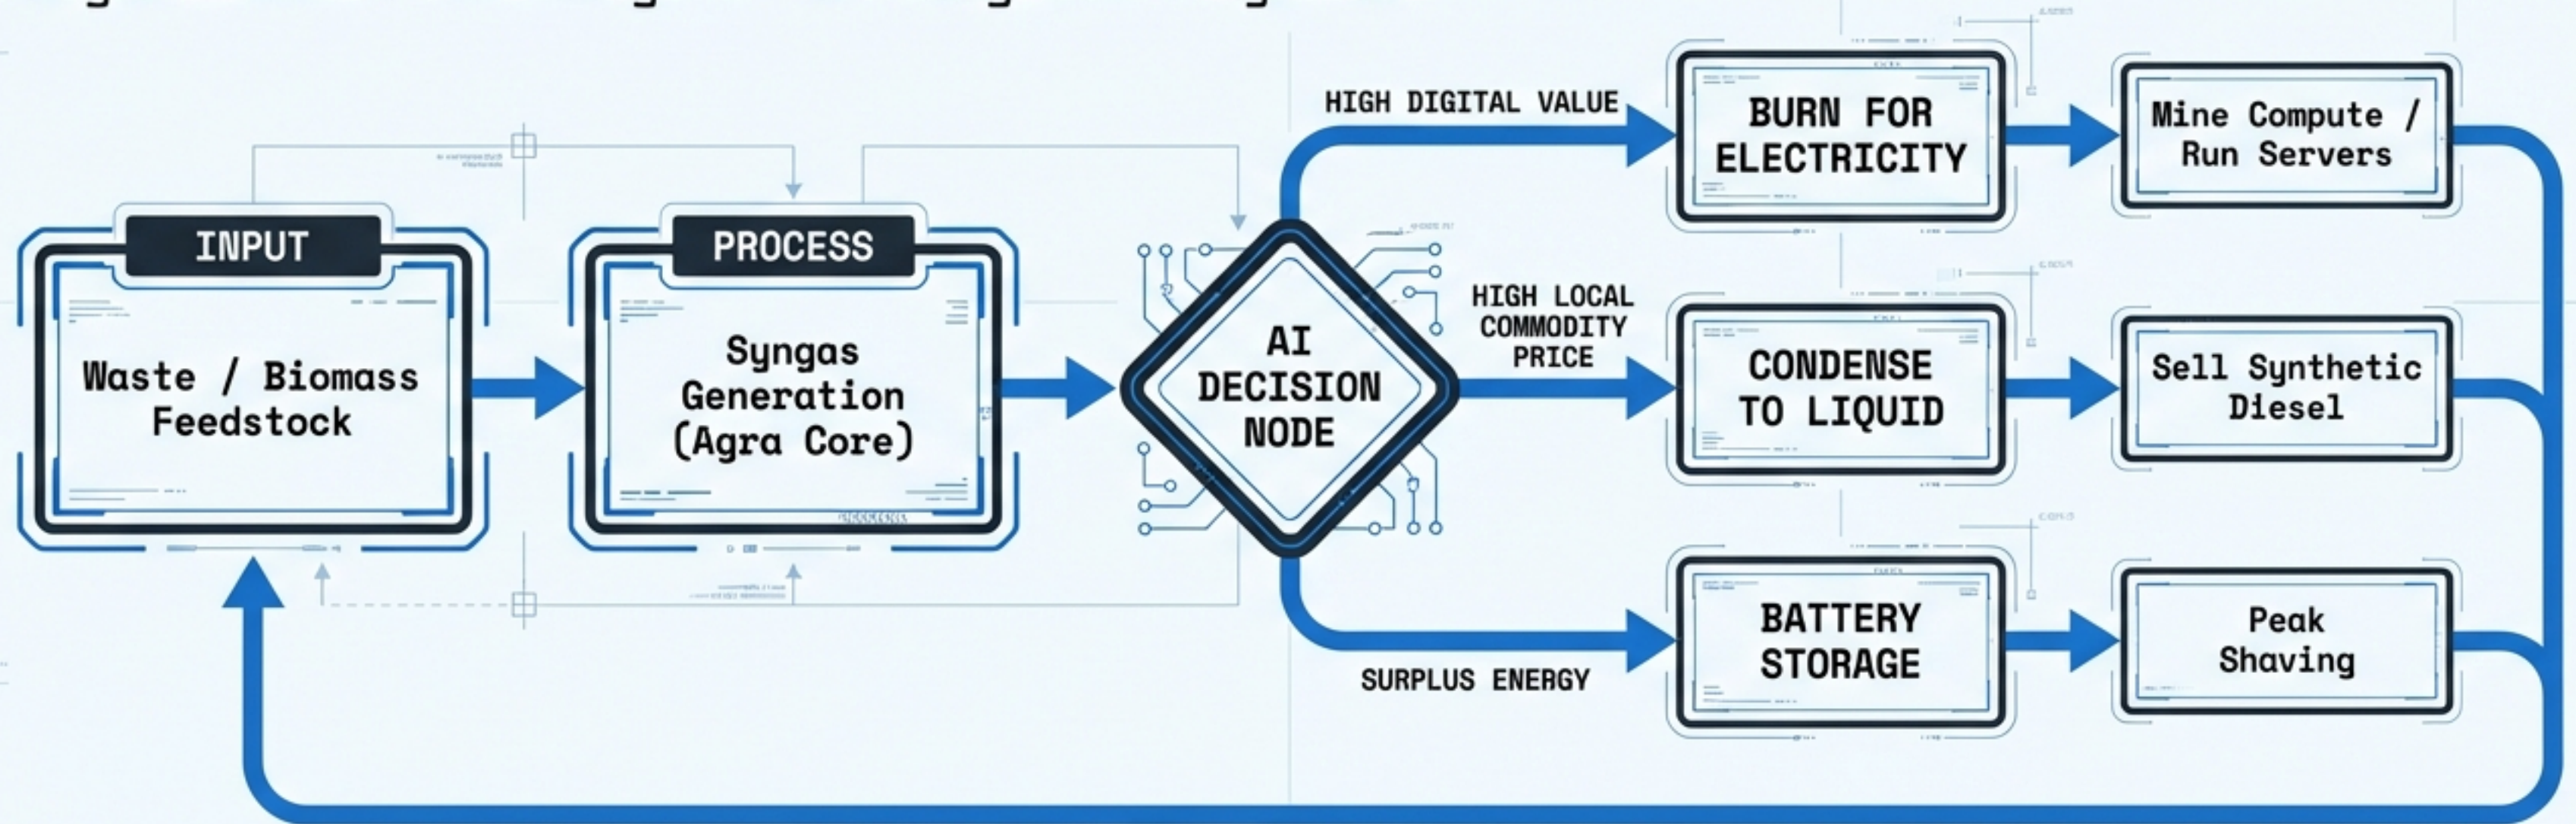 INPUT
Waste / Biomass
Feedstock
PROCESS
Syngas
Generation
(Agra Core)
AI
DECISION
NODE
HIGH DIGITAL VALUE
BURN FOR
ELECTRICITY
Mine Compute /
Run Servers
HIGH LOCAL
COMMODITY
PRICE
CONDENSE
TO LIQUID
Sell Synthetic
Diesel
SURPLUS ENERGY
BATTERY
STORAGE
Peak
Shaving